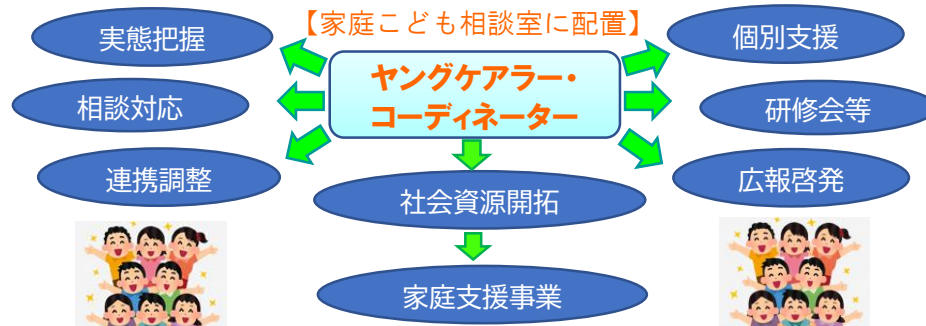 【家庭こども相談室に配置】
ヤングケアラー・
コーディネーター
実態把握
相談対応
連携調整
個別支援
研修会等
広報啓発
社会資源開拓
家庭支援事業